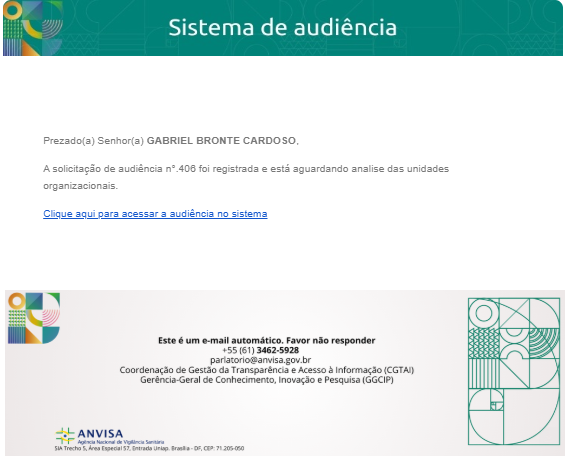 Sistema de audiência
Prezado(a) Senhor(a) GABRIEL BRONTE CARDOSO,
A solicitação de audiência n°.406 foi registrada e está aguardando analise das unidades
organizacionais.
Clique aqui para acessar a audiência no sistema
Este é um e-mail automático. Favor não responder
+55 (61) 3462-5928
parlatorio@anvisa.gov.br
Coordenação de Gestão da Transparência e Acesso à Informação (CGTAI)
Gerência-Geral de Conhecimento, Inovação e Pesquisa (GGCIP)
ANVISA
Agência Nacional de Vigilância Sanitária
SIA Trecho 5, Área Especial 57, Entrada Uniap. Brasília - DF, CEP: 71.205-050